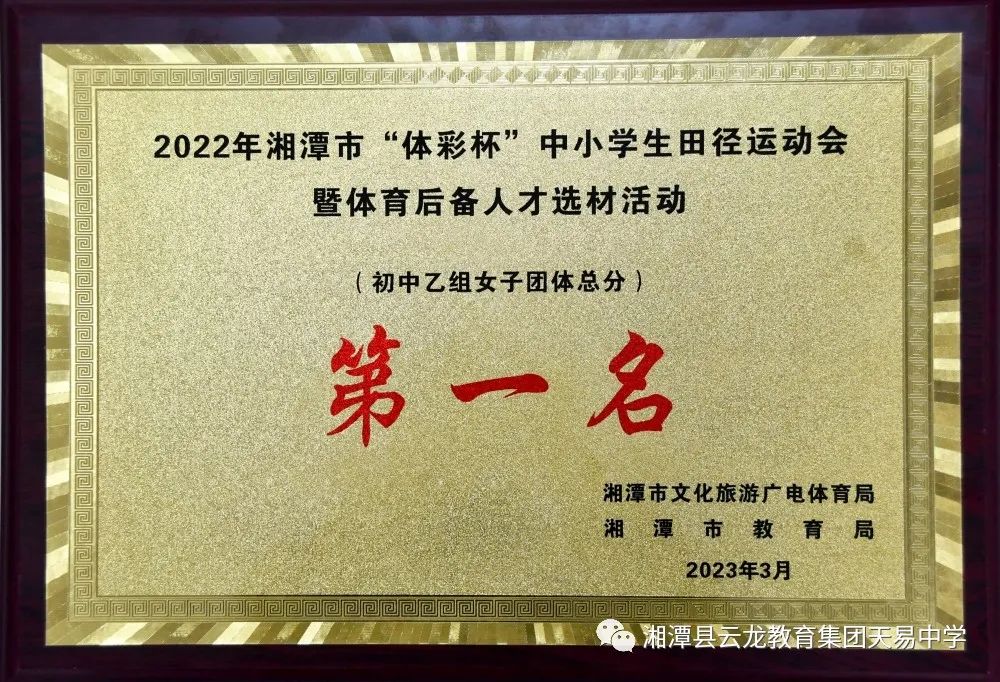 2022年湘潭市“体彩杯”中小学生田径运动会
暨体育后备人才选材活动
（初中乙组女子团体总分）
第一名
湘潭市文化旅游广电体育局
湘潭市教育局
2023年3月
湘潭县云龙教育集团天易中学